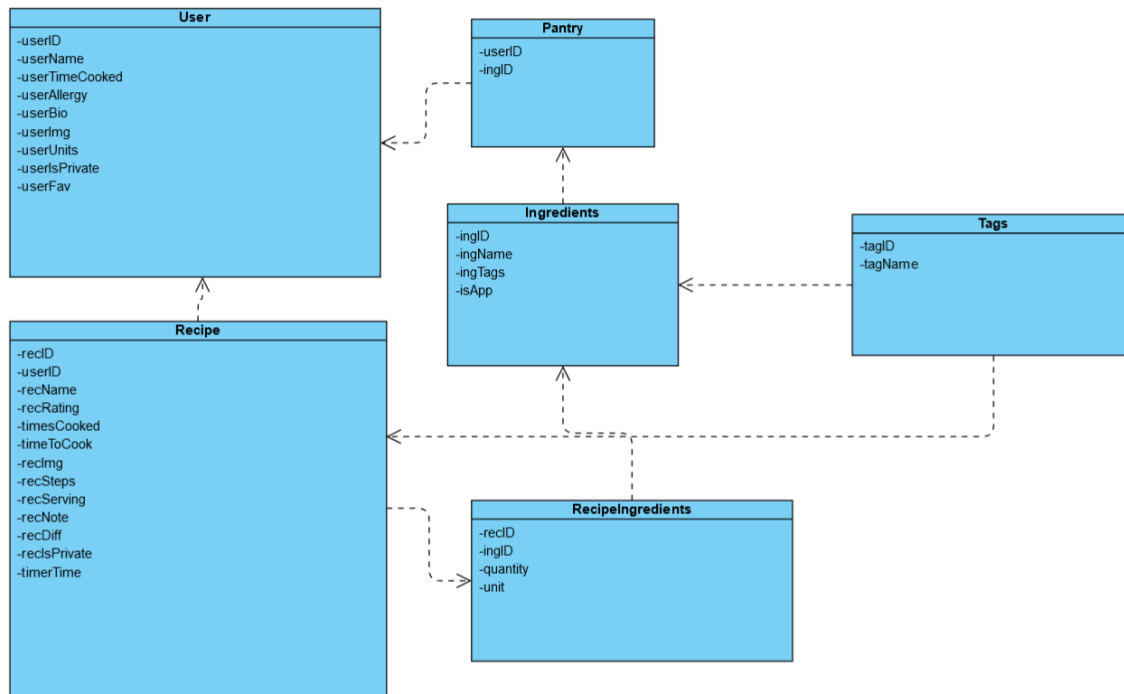 User
-userID
-userName
-userTimeCooked
-userAllergy
-userBio
-userImg
-userUnits
-userIsPrivate
-userFav
Pantry
-userID
-ingID
Ingredients
-ingID
-ingName
-ingTags
-isApp
Tags
-tagID
-tagName
Recipe
-recID
-userID
-recName
-recRating
-timesCooked
-timeToCook
-recImg
-recSteps
-recServing
-recNote
-recDiff
-recIsPrivate
-timerTime
RecipeIngredients
-recID
-ingID
-quantity
-unit